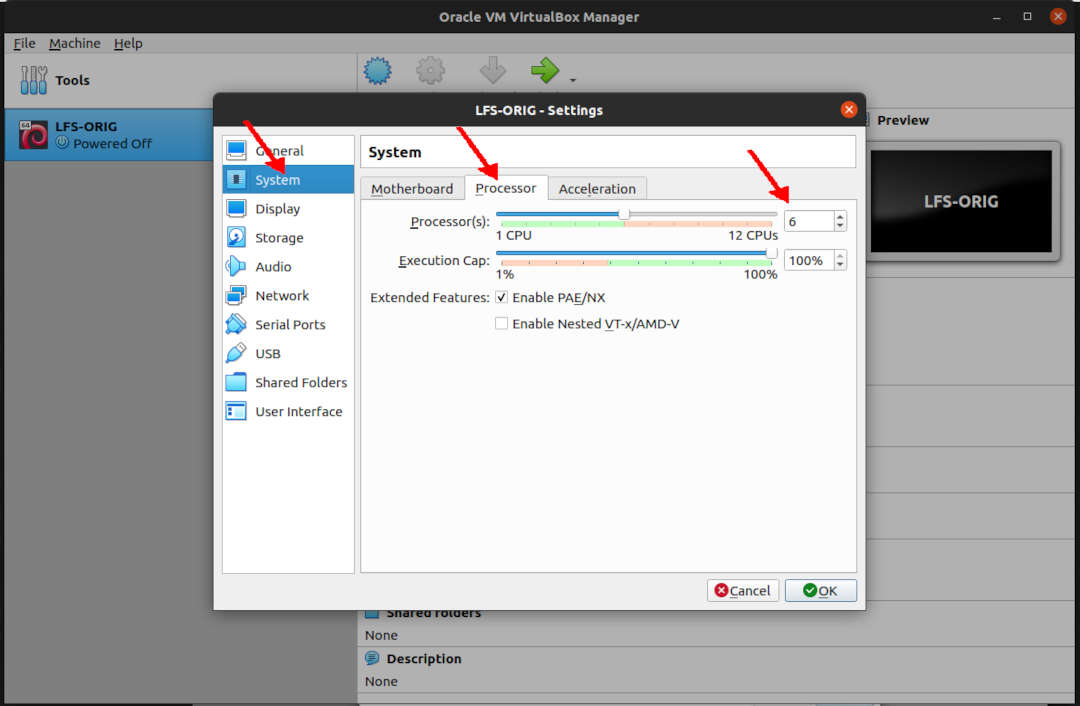 Oracle VM VirtualBox Manager
File Machine Help
Tools
64
LFS-ORIG
Powered Off
Preview
LFS-ORIG
LFS-ORIG - Settings
General
System
Display
Storage
Audio
Network
Serial Ports
USB
Shared Folders
User Interface
System
Motherboard Processor Acceleration
Processor(s): 6
1 CPU 12 CPUs
Execution Cap: 100%
1% 100%
Extended Features: Enable PAE/NX
Enable Nested VT-x/AMD-V
Cancel OK
Shared folders
None
Description
None